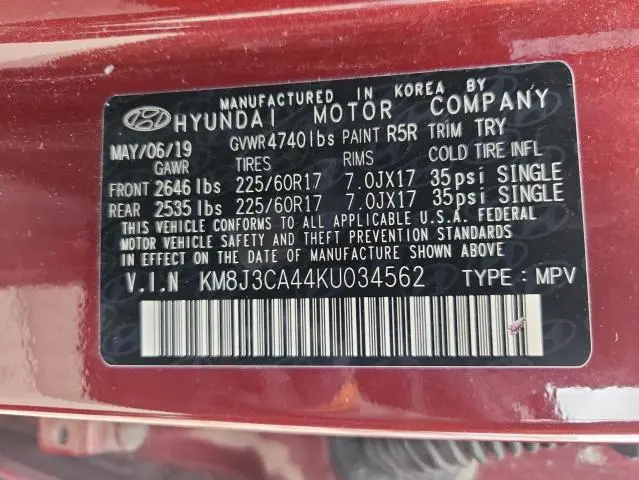 MANUFACTURED IN KOREA BY
HYUNDAI MOTOR COMPANY
MAY/06/19 GVWR 4740lbs PAINT R5R TRIM TRY
GAWR TIRES RIMS COLD TIRE INFL
FRONT 2646 lbs 225/60R17 7.0JX17 35psi SINGLE
REAR 2535 lbs 225/60R17 7.0JX17 35psi SINGLE
THIS VEHICLE CONFORMS TO ALL APPLICABLE U.S.A. FEDERAL
MOTOR VEHICLE SAFETY AND THEFT PREVENTION STANDARDS
IN EFFECT ON THE DATE OF MANUFACTURE SHOWN ABOVE.
V.I.N KM8J3CA44KU034562 TYPE : MPV